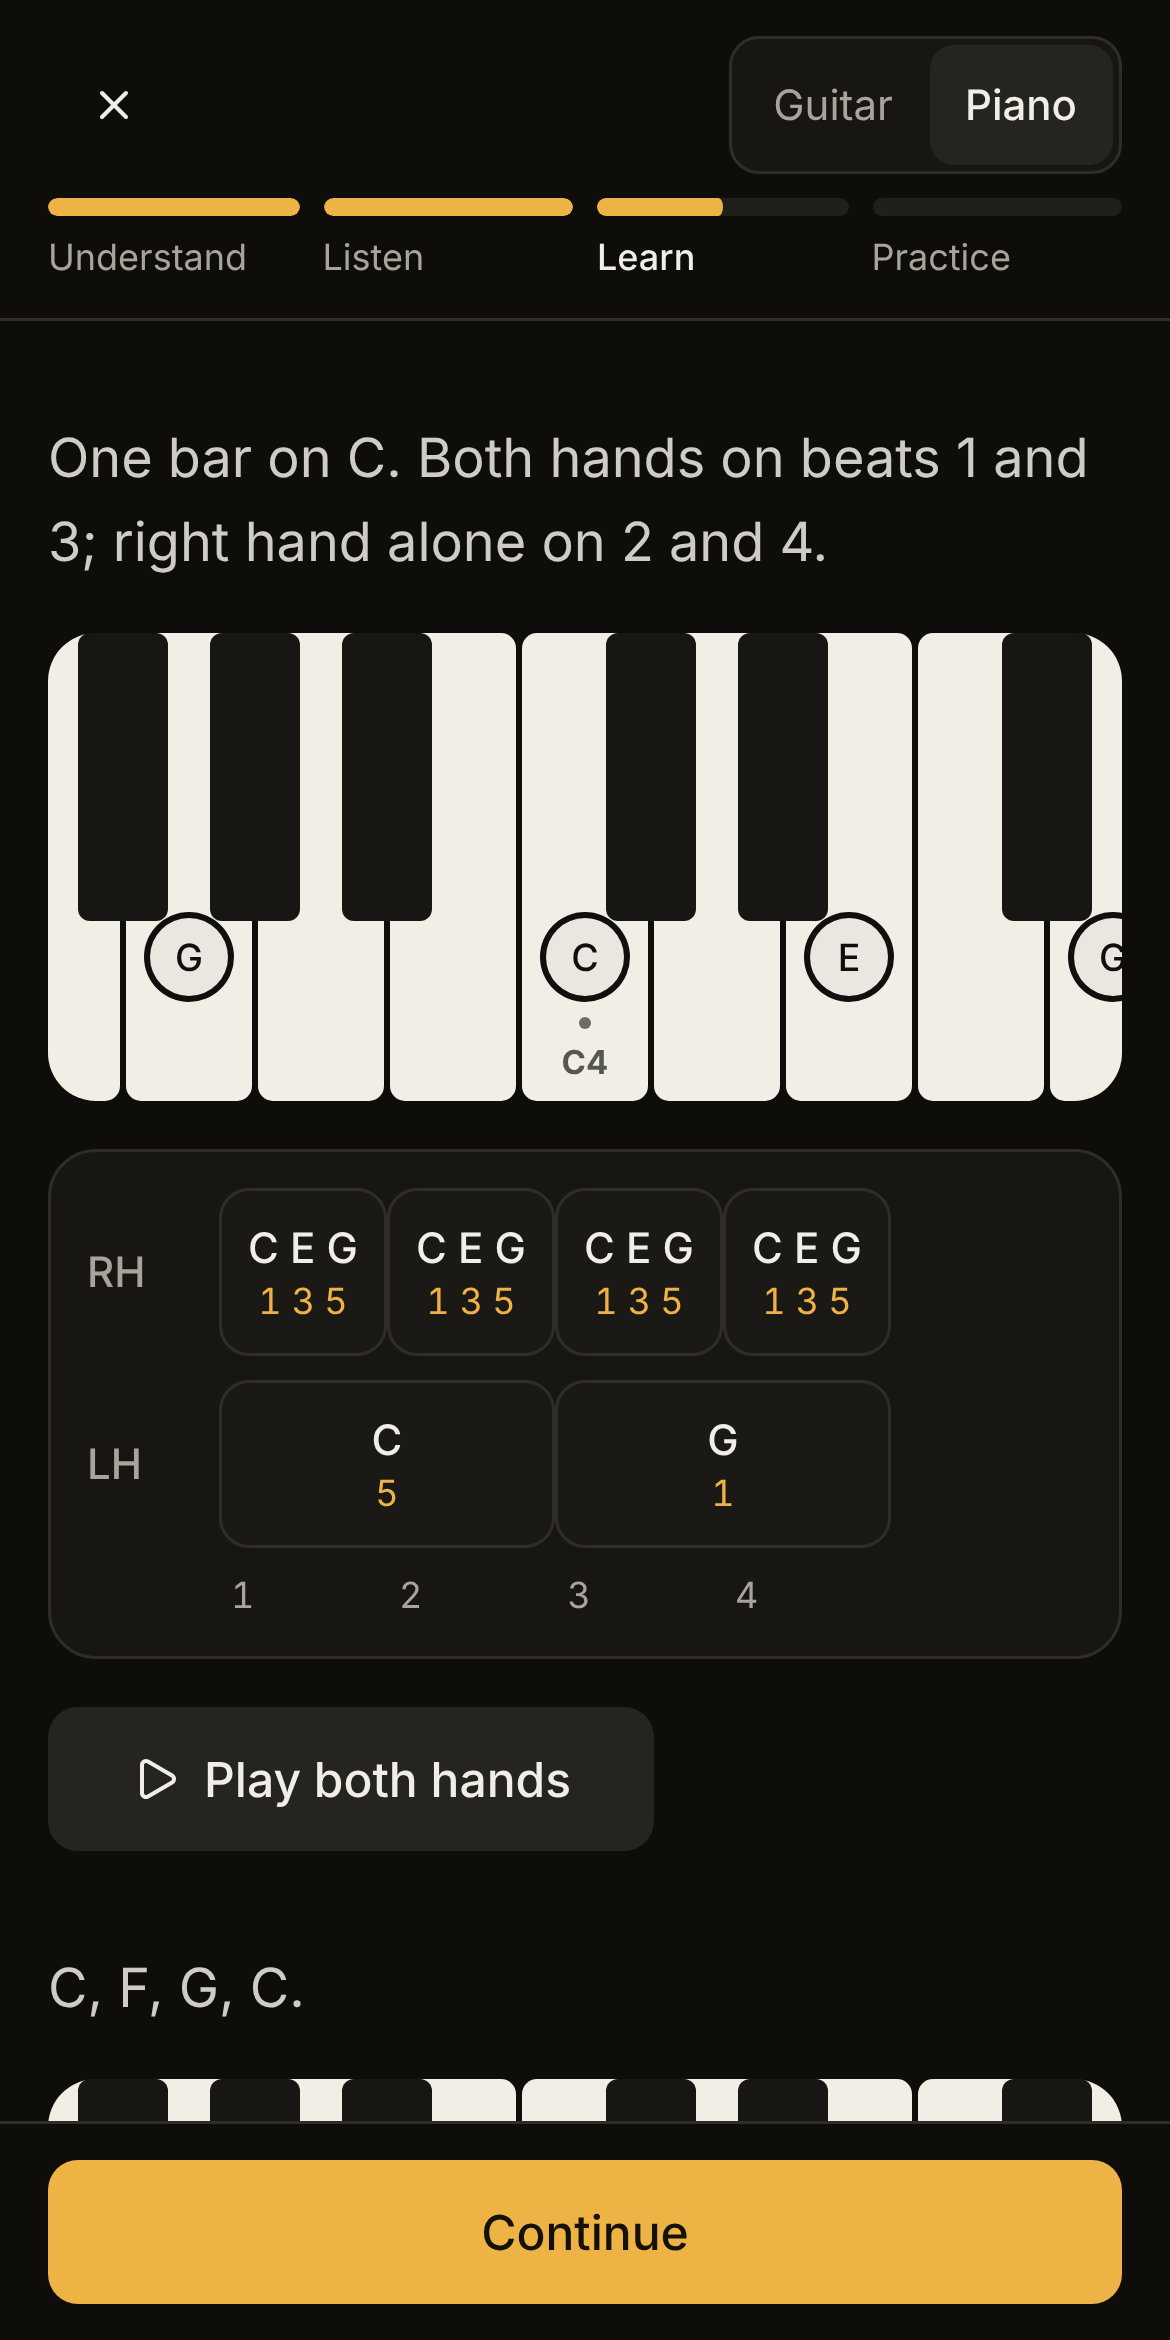 Guitar Piano
Understand Listen Learn Practice
One bar on C. Both hands on beats 1 and
3; right hand alone on 2 and 4.
G C E G
C4
RH C E G C E G C E G C E G
1 3 5 1 3 5 1 3 5 1 3 5
LH C G
5 1
1 2 3 4
Play both hands
C, F, G, C.
Continue